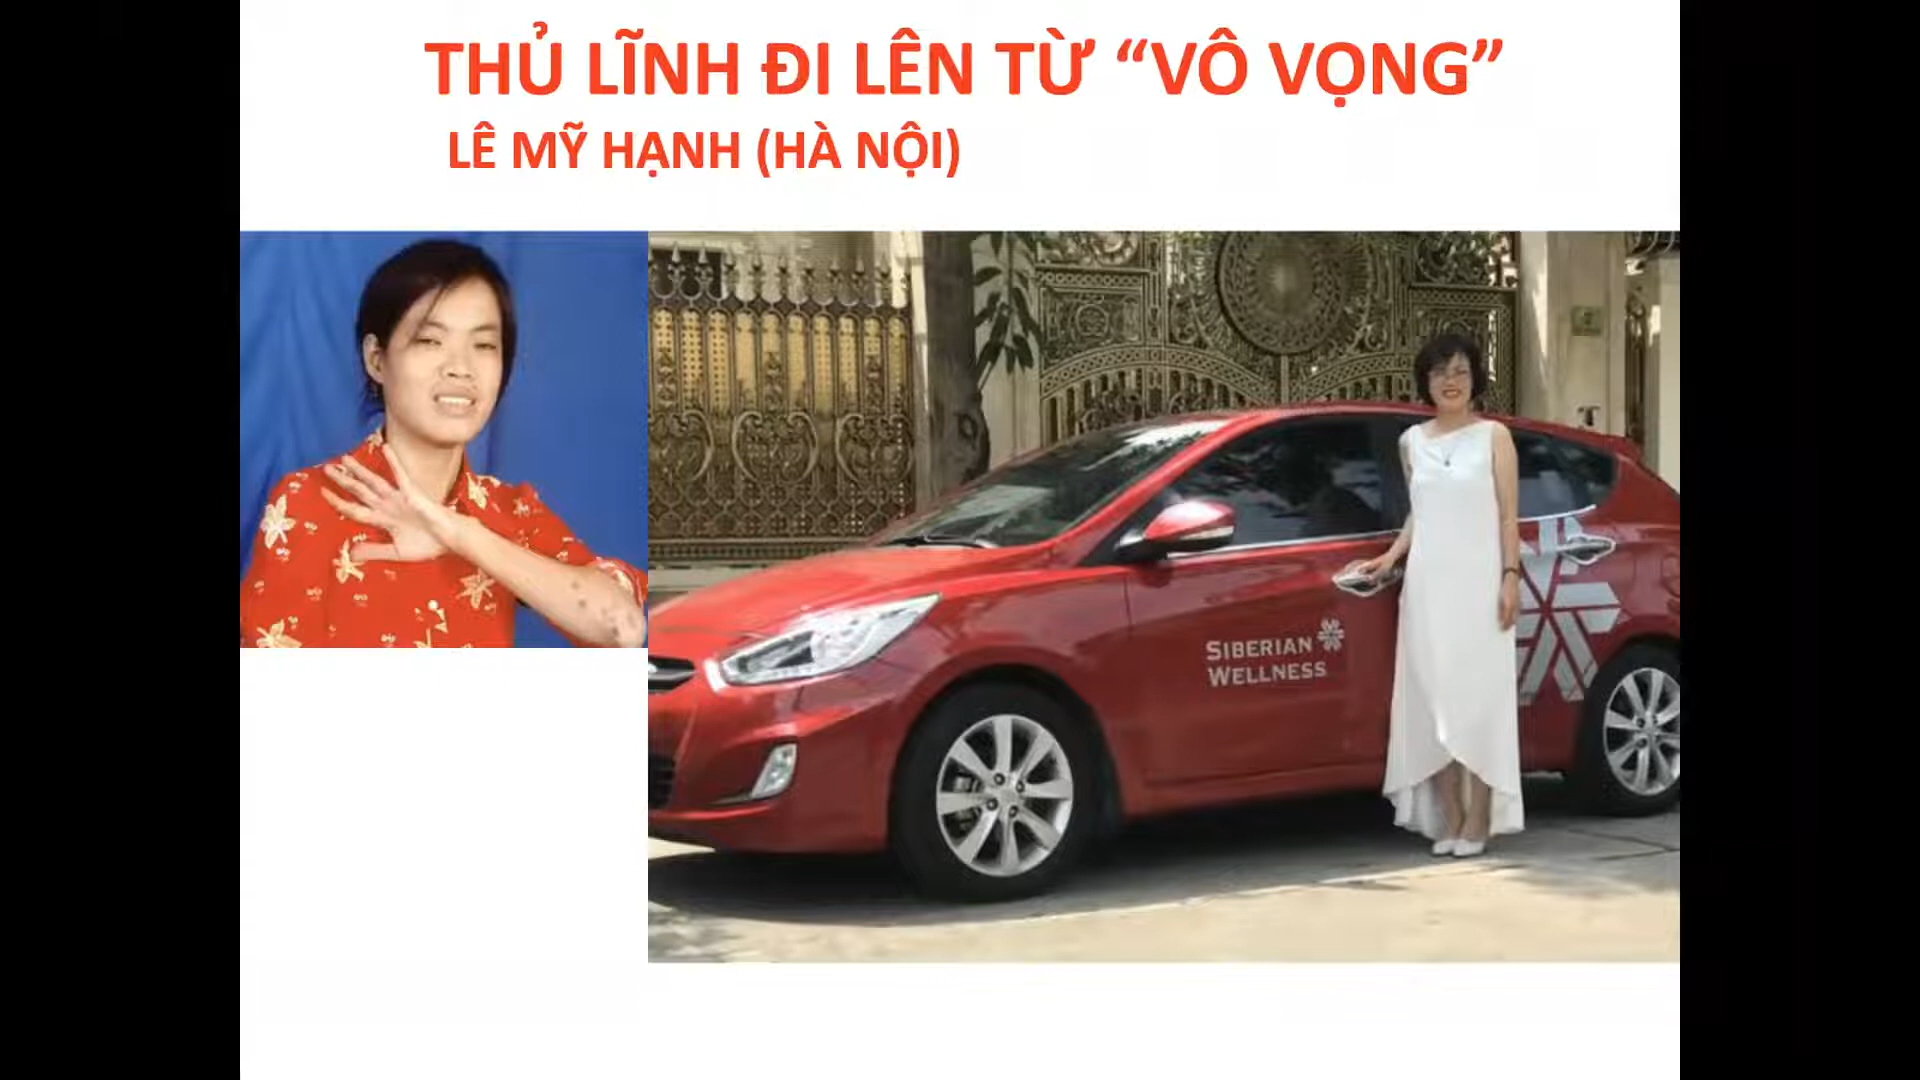 THỦ LĨNH ĐI LÊN TỪ “VÔ VỌNG”
LÊ MỸ HẠNH (HÀ NỘI)
SIBERIAN
WELLNESS